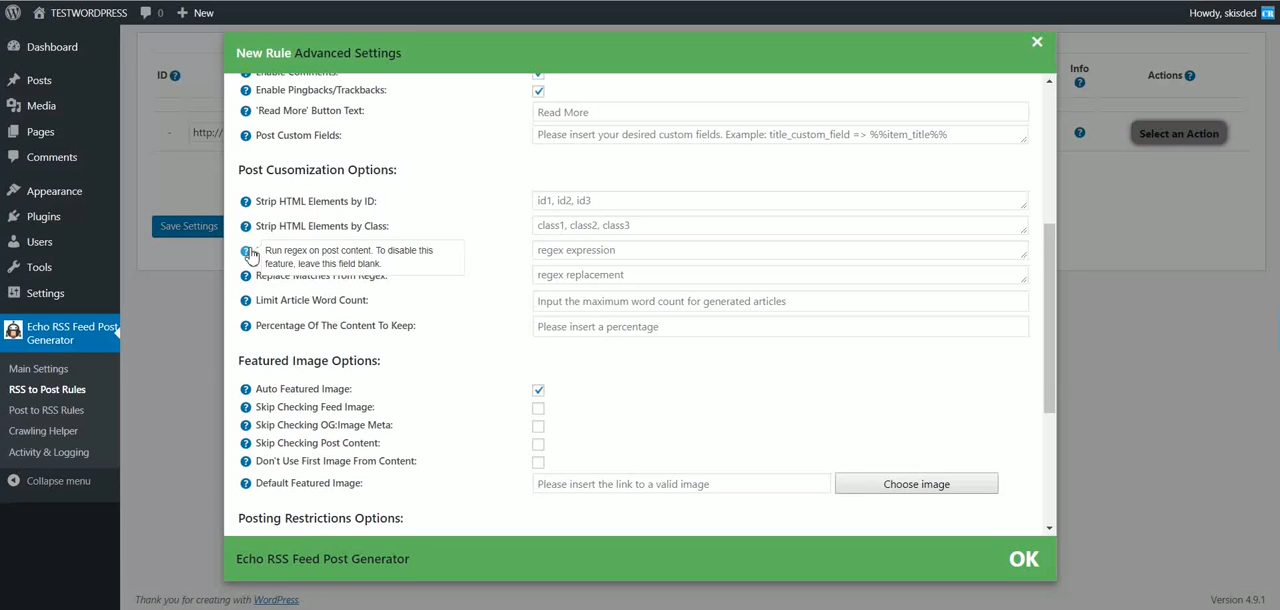 TESTWORDPRESS
0
New
Howdy, skisded
CR
Dashboard
Posts
Media
Pages
Comments
Appearance
Plugins
Users
Tools
Settings
Echo RSS Feed Post
Generator
Main Settings
RSS to Post Rules
Post to RSS Rules
Crawling Helper
Activity & Logging
Collapse menu
ID ?
-
http:/
Save Settings
New Rule Advanced Settings
×
Enable Comments:
? Enable Pingbacks/Trackbacks:
? 'Read More' Button Text:
Read More
? Post Custom Fields:
Please insert your desired custom fields. Example: title_custom_field => %%item_title%%
Post Cusomization Options:
? Strip HTML Elements by ID:
id1, id2, id3
? Strip HTML Elements by Class:
class1, class2, class3
?
Run regex on post content. To disable this
feature, leave this field blank.
regex expression
? Replace Matches From Regex:
regex replacement
? Limit Article Word Count:
Input the maximum word count for generated articles
? Percentage Of The Content To Keep:
Please insert a percentage
Featured Image Options:
? Auto Featured Image:
? Skip Checking Feed Image:
? Skip Checking OG:Image Meta:
? Skip Checking Post Content:
? Don't Use First Image From Content:
? Default Featured Image:
Please insert the link to a valid image
Choose image
Posting Restrictions Options:
Echo RSS Feed Post Generator
OK
Info
?
Actions ?
?
Select an Action
Thank you for creating with WordPress
Version 4.9.1